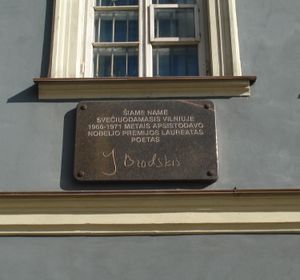 ŠIAME NAME
SVEČIUODAMASIS VILNIUJE
1966-1971 METAIS APSISTODAVO
NOBELIO PREMIJOS LAUREATAS
POETAS
J Brodskis